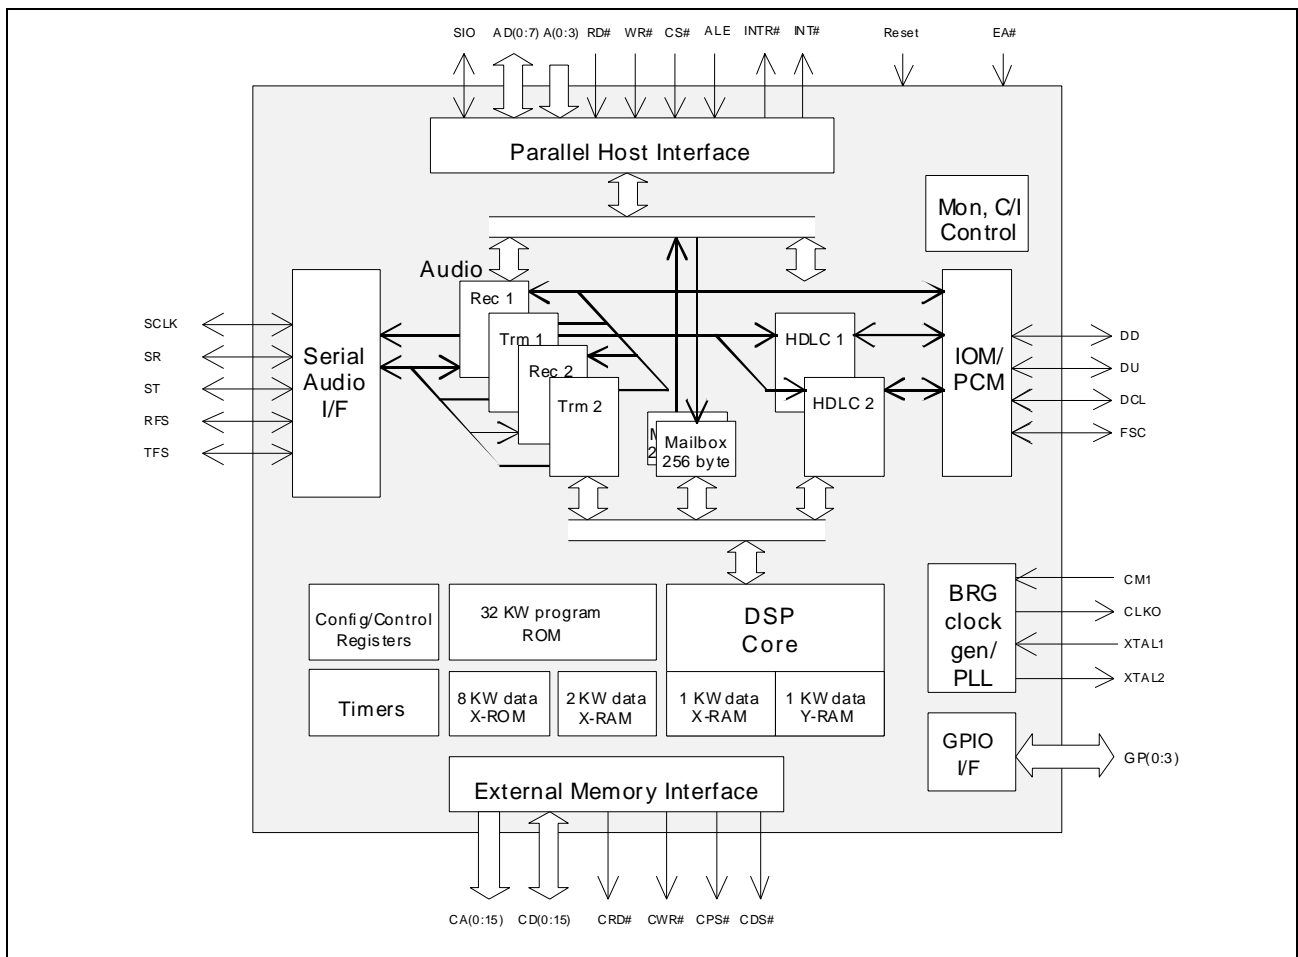 SIO AD(0:7) A(0:3) RD# WR# CS# ALE INTR# INT# Reset EA#
Parallel Host Interface
Mon, C/I
Control
Audio
Rec 1
Trm 1
Rec 2
Trm 2
HDLC 1
HDLC 2
M
2
Mailbox
256 byte
Serial
Audio
I/F
IOM/
PCM
SCLK
SR
ST
RFS
TFS
DD
DU
DCL
FSC
Config/Control
Registers
32 KW program
ROM
DSP
Core
Timers
8 KW data
X-ROM
2 KW data
X-RAM
1 KW data
X-RAM
1 KW data
Y-RAM
BRG
clock
gen/
PLL
CM1
CLKO
XTAL1
XTAL2
GPIO
I/F
GP(0:3)
External Memory Interface
CA(0:15) CD(0:15) CRD# CWR# CPS# CDS#